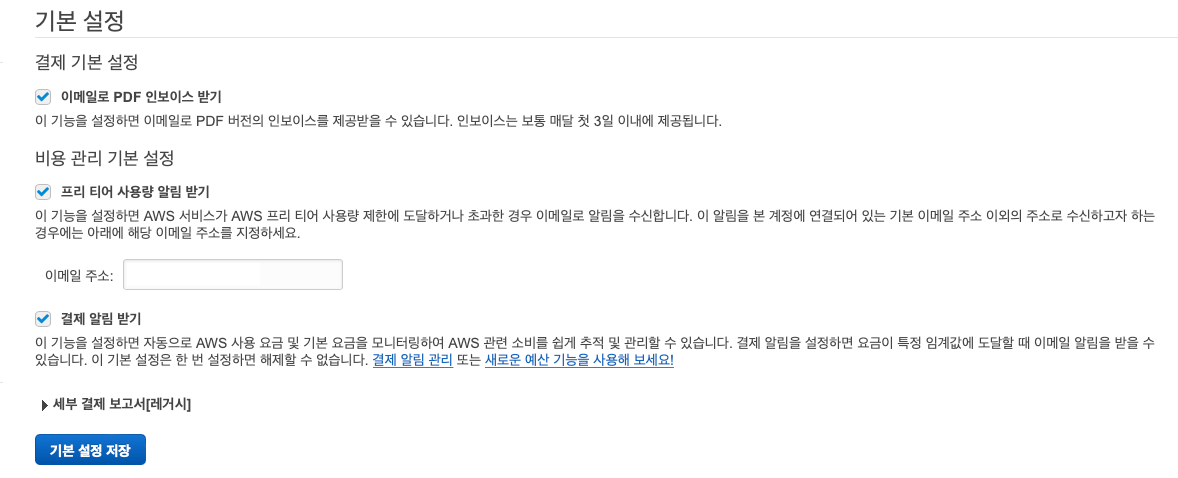 기본 설정
결제 기본 설정
이메일로 PDF 인보이스 받기
이 기능을 설정하면 이메일로 PDF 버전의 인보이스를 제공받을 수 있습니다. 인보이스는 보통 매달 첫 3일 이내에 제공됩니다.
비용 관리 기본 설정
프리 티어 사용량 알림 받기
이 기능을 설정하면 AWS 서비스가 AWS 프리 티어 사용량 제한에 도달하거나 초과한 경우 이메일로 알림을 수신합니다. 이 알림을 본 계정에 연결되어 있는 기본 이메일 주소 이외의 주소로 수신하고자 하는
경우에는 아래에 해당 이메일 주소를 지정하세요.
이메일 주소:
결제 알림 받기
이 기능을 설정하면 자동으로 AWS 사용 요금 및 기본 요금을 모니터링하여 AWS 관련 소비를 쉽게 추적 및 관리할 수 있습니다. 결제 알림을 설정하면 요금이 특정 임계값에 도달할 때 이메일 알림을 받을 수
있습니다. 이 기본 설정은 한 번 설정하면 해제할 수 없습니다. 결제 알림 관리 또는 새로운 예산 기능을 사용해 보세요!
세부 결제 보고서[레거시]
기본 설정 저장